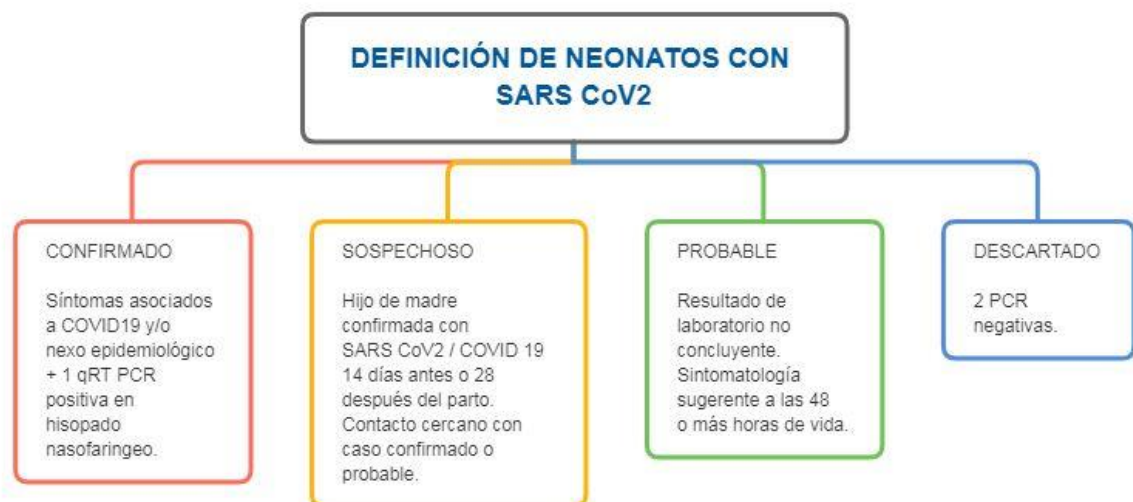 DEFINICIÓN DE NEONATOS CON
SARS CoV2
CONFIRMADO
Síntomas asociados
a COVID19 y/o
nexo epidemiológico
+ 1 qRT PCR
positiva en
hisopado
nasofaringeo.
SOSPECHOSO
Hijo de madre
confirmada con
SARS CoV2 / COVID 19
14 días antes o 28
después del parto.
Contacto cercano con
caso confirmado o
probable.
PROBABLE
Resultado de
laboratorio no
concluyente.
Sintomatología
sugerente a las 48
o más horas de vida.
DESCARTADO
2 PCR
negativas.